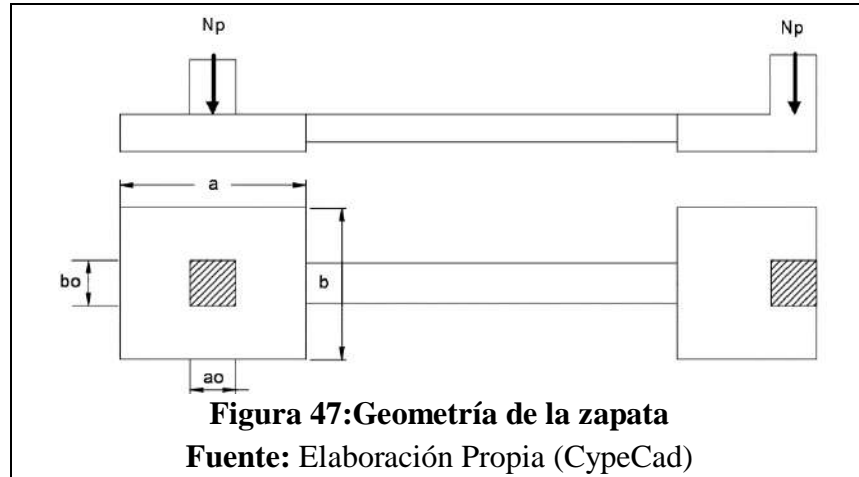 Np
Np
a
bo
b
ao
Figura 47:Geometría de la zapata
Fuente: Elaboración Propia (CypeCad)